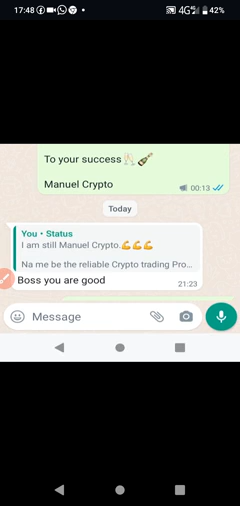 17:48 4G 42%
To your success🥂🍾
Manuel Crypto
00:13
Today
You • Status
I am still Manuel Crypto.💪💪💪
Na me be the reliable Crypto trading Pro...
Boss you are good
21:23
Message